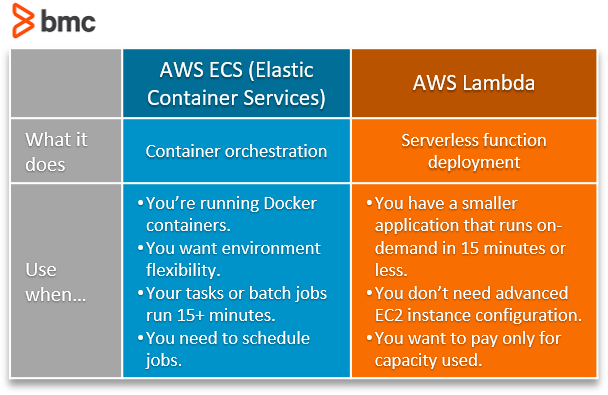 bmc
AWS ECS (Elastic
Container Services)
AWS Lambda
What it
does
Container orchestration
Serverless function
deployment
Use
when…
•You’re running Docker
containers.
•You want environment
flexibility.
•Your tasks or batch jobs
run 15+ minutes.
•You need to schedule
jobs.
•You have a smaller
application that runs on-
demand in 15 minutes or
less.
•You don’t need advanced
EC2 instance configuration.
•You want to pay only for
capacity used.